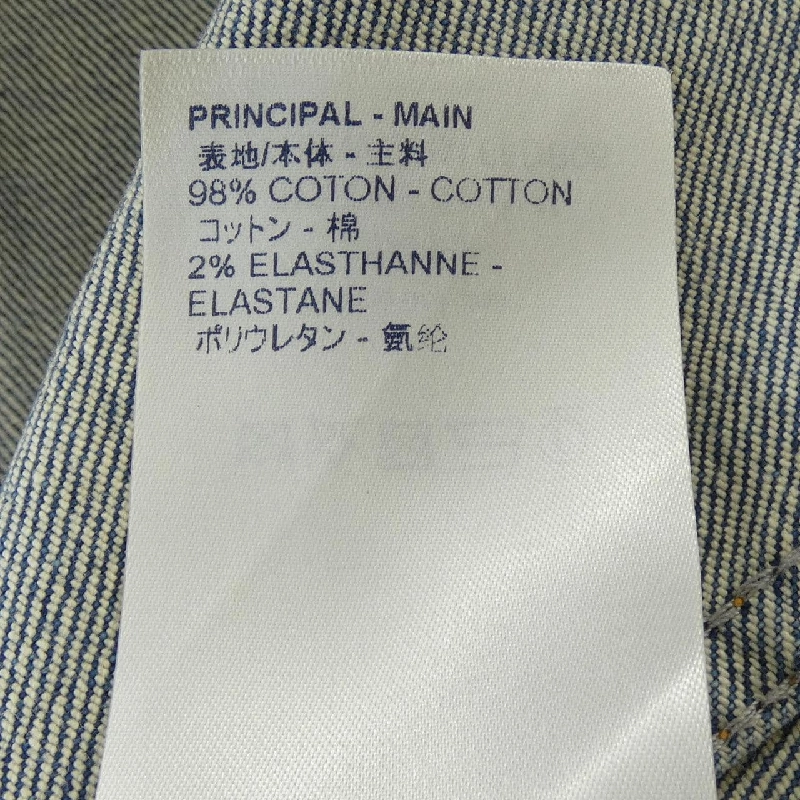 PRINCIPAL - MAIN
表地/本体 - 主料
98% COTON - COTTON
コットン - 棉
2% ELASTHANNE -
ELASTANE
ポリウレタン - 氨纶